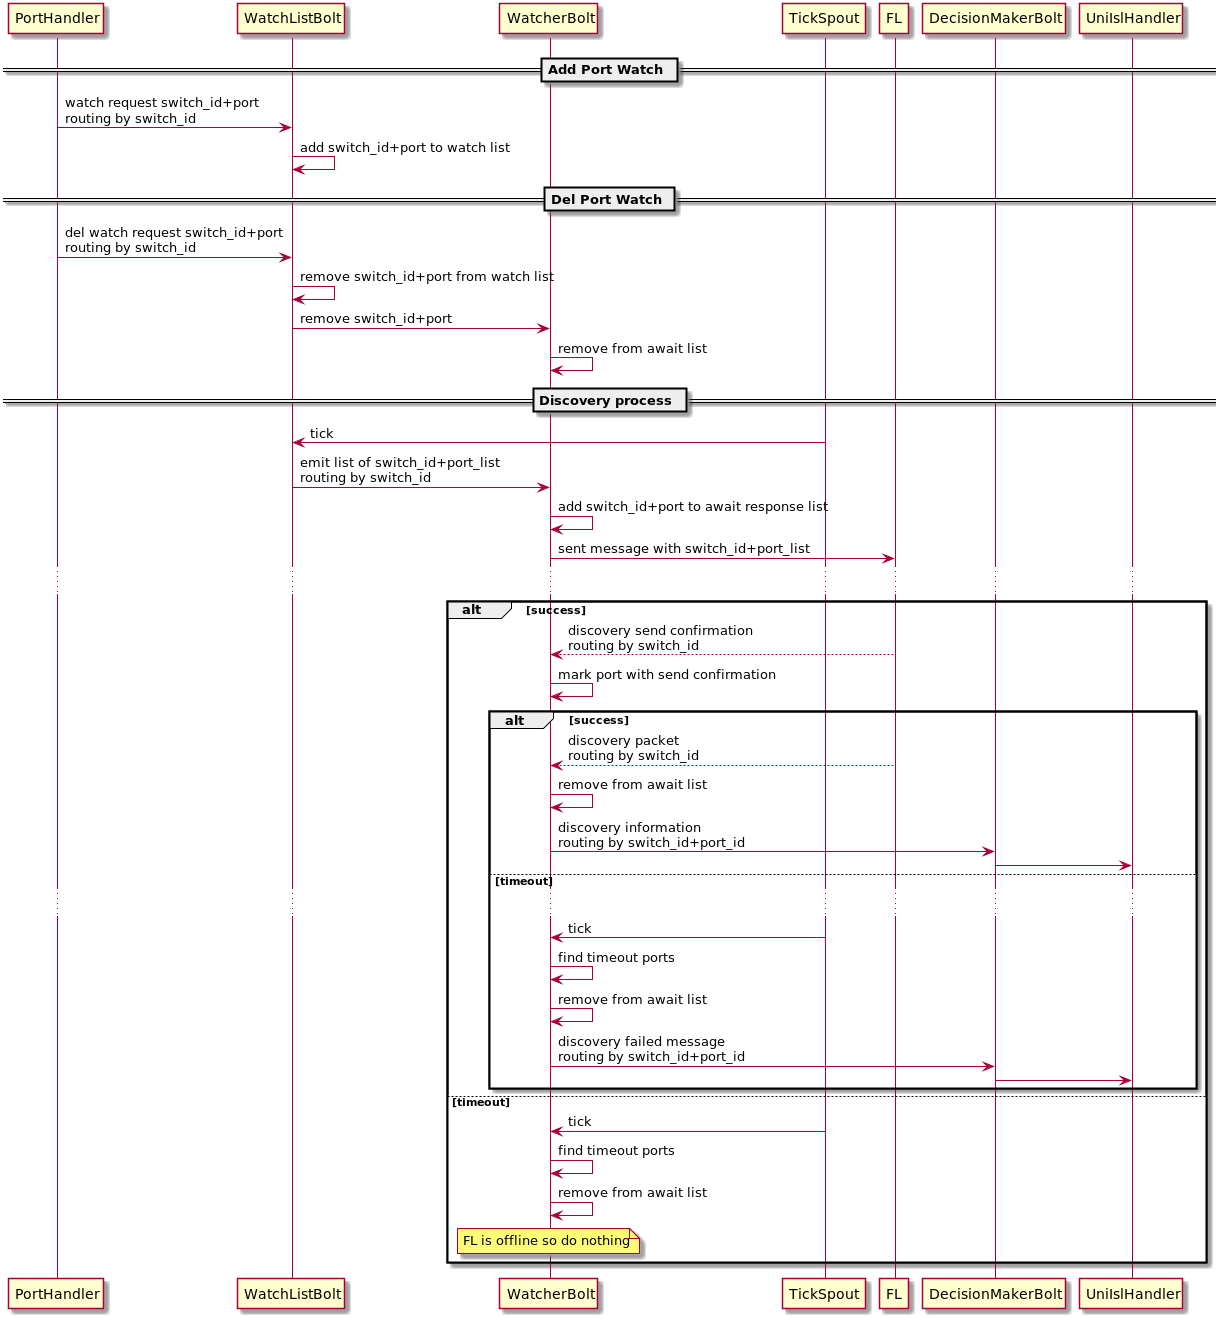 PortHandler WatchListBolt WatcherBolt TickSpout FL DecisionMakerBolt UniIslHandler
Add Port Watch
watch request switch_id+port
routing by switch_id
add switch_id+port to watch list
Del Port Watch
del watch request switch_id+port
routing by switch_id
remove switch_id+port from watch list
remove switch_id+port
remove from await list
Discovery process
tick
emit list of switch_id+port_list
routing by switch_id
add switch_id+port to await response list
sent message with switch_id+port_list
alt [success]
discovery send confirmation
routing by switch_id
mark port with send confirmation
alt [success]
discovery packet
routing by switch_id
remove from await list
discovery information
routing by switch_id+port_id
[timeout]
tick
find timeout ports
remove from await list
discovery failed message
routing by switch_id+port_id
[timeout]
tick
find timeout ports
remove from await list
FL is offline so do nothing
PortHandler WatchListBolt WatcherBolt TickSpout FL DecisionMakerBolt UniIslHandler